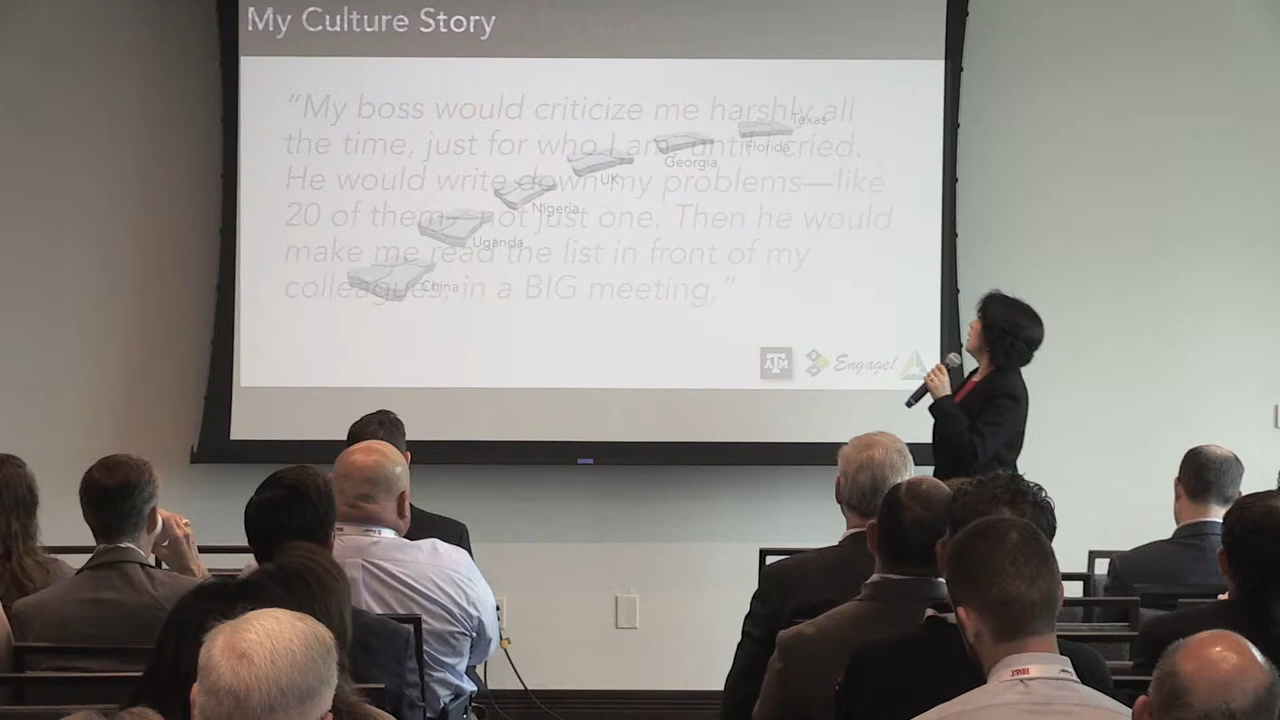 My Culture Story
“My boss would criticize me harshly all
the time, just for who I am until I cried.
He would write down my problems—like
20 of them, not just one. Then he would
make me read the list in front of my
colleagues, in a BIG meeting.”
Texas
Florida
Georgia
UK
Nigeria
Uganda
China
ATM
Engage!